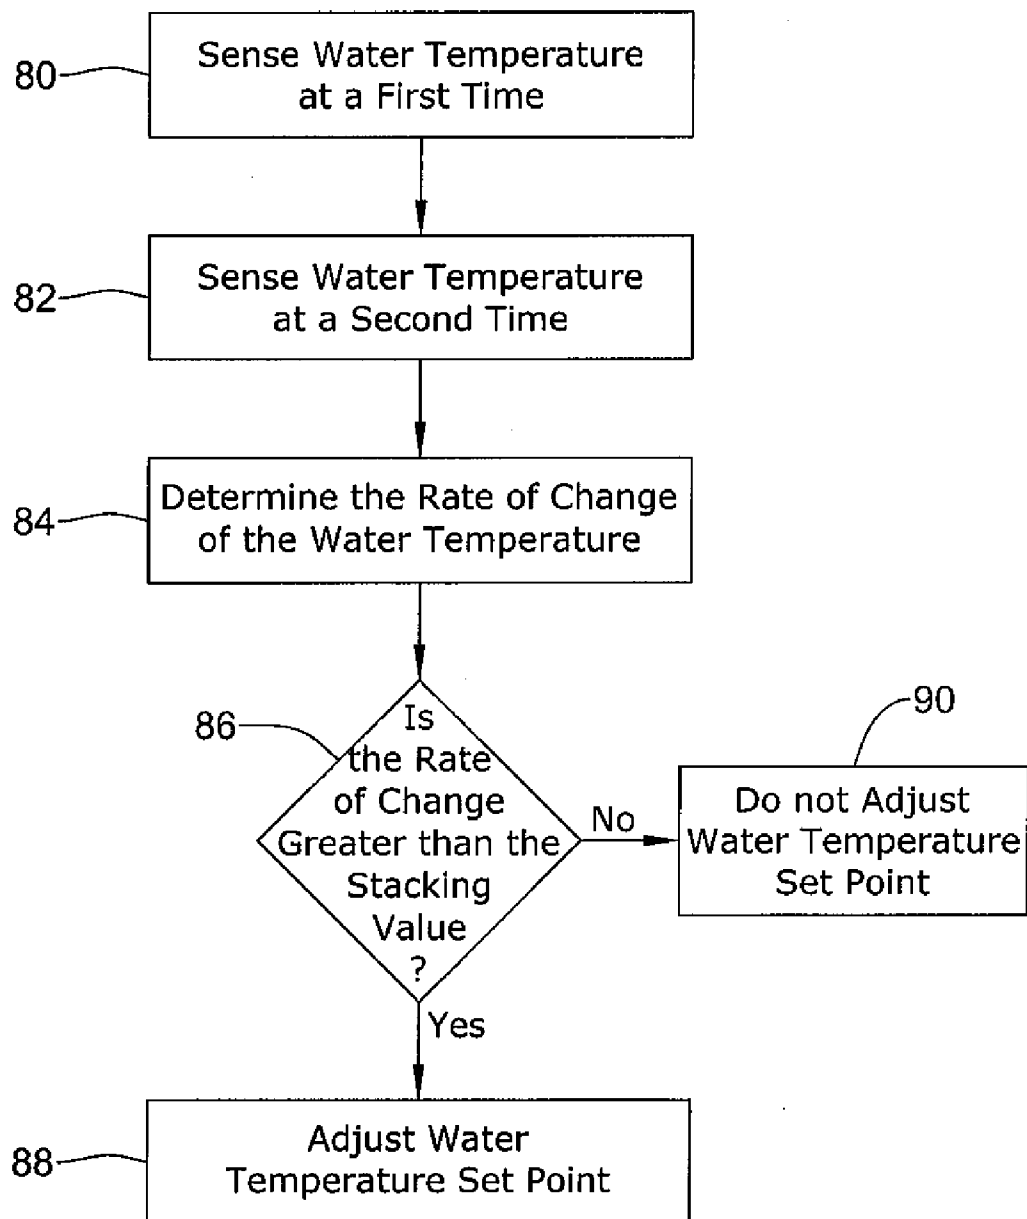 80
Sense Water Temperature
at a First Time
82
Sense Water Temperature
at a Second Time
84
Determine the Rate of Change
of the Water Temperature
86
Is
the Rate
of Change
Greater than the
Stacking
Value
?
No
90
Do not Adjust
Water Temperature
Set Point
Yes
88
Adjust Water
Temperature Set Point